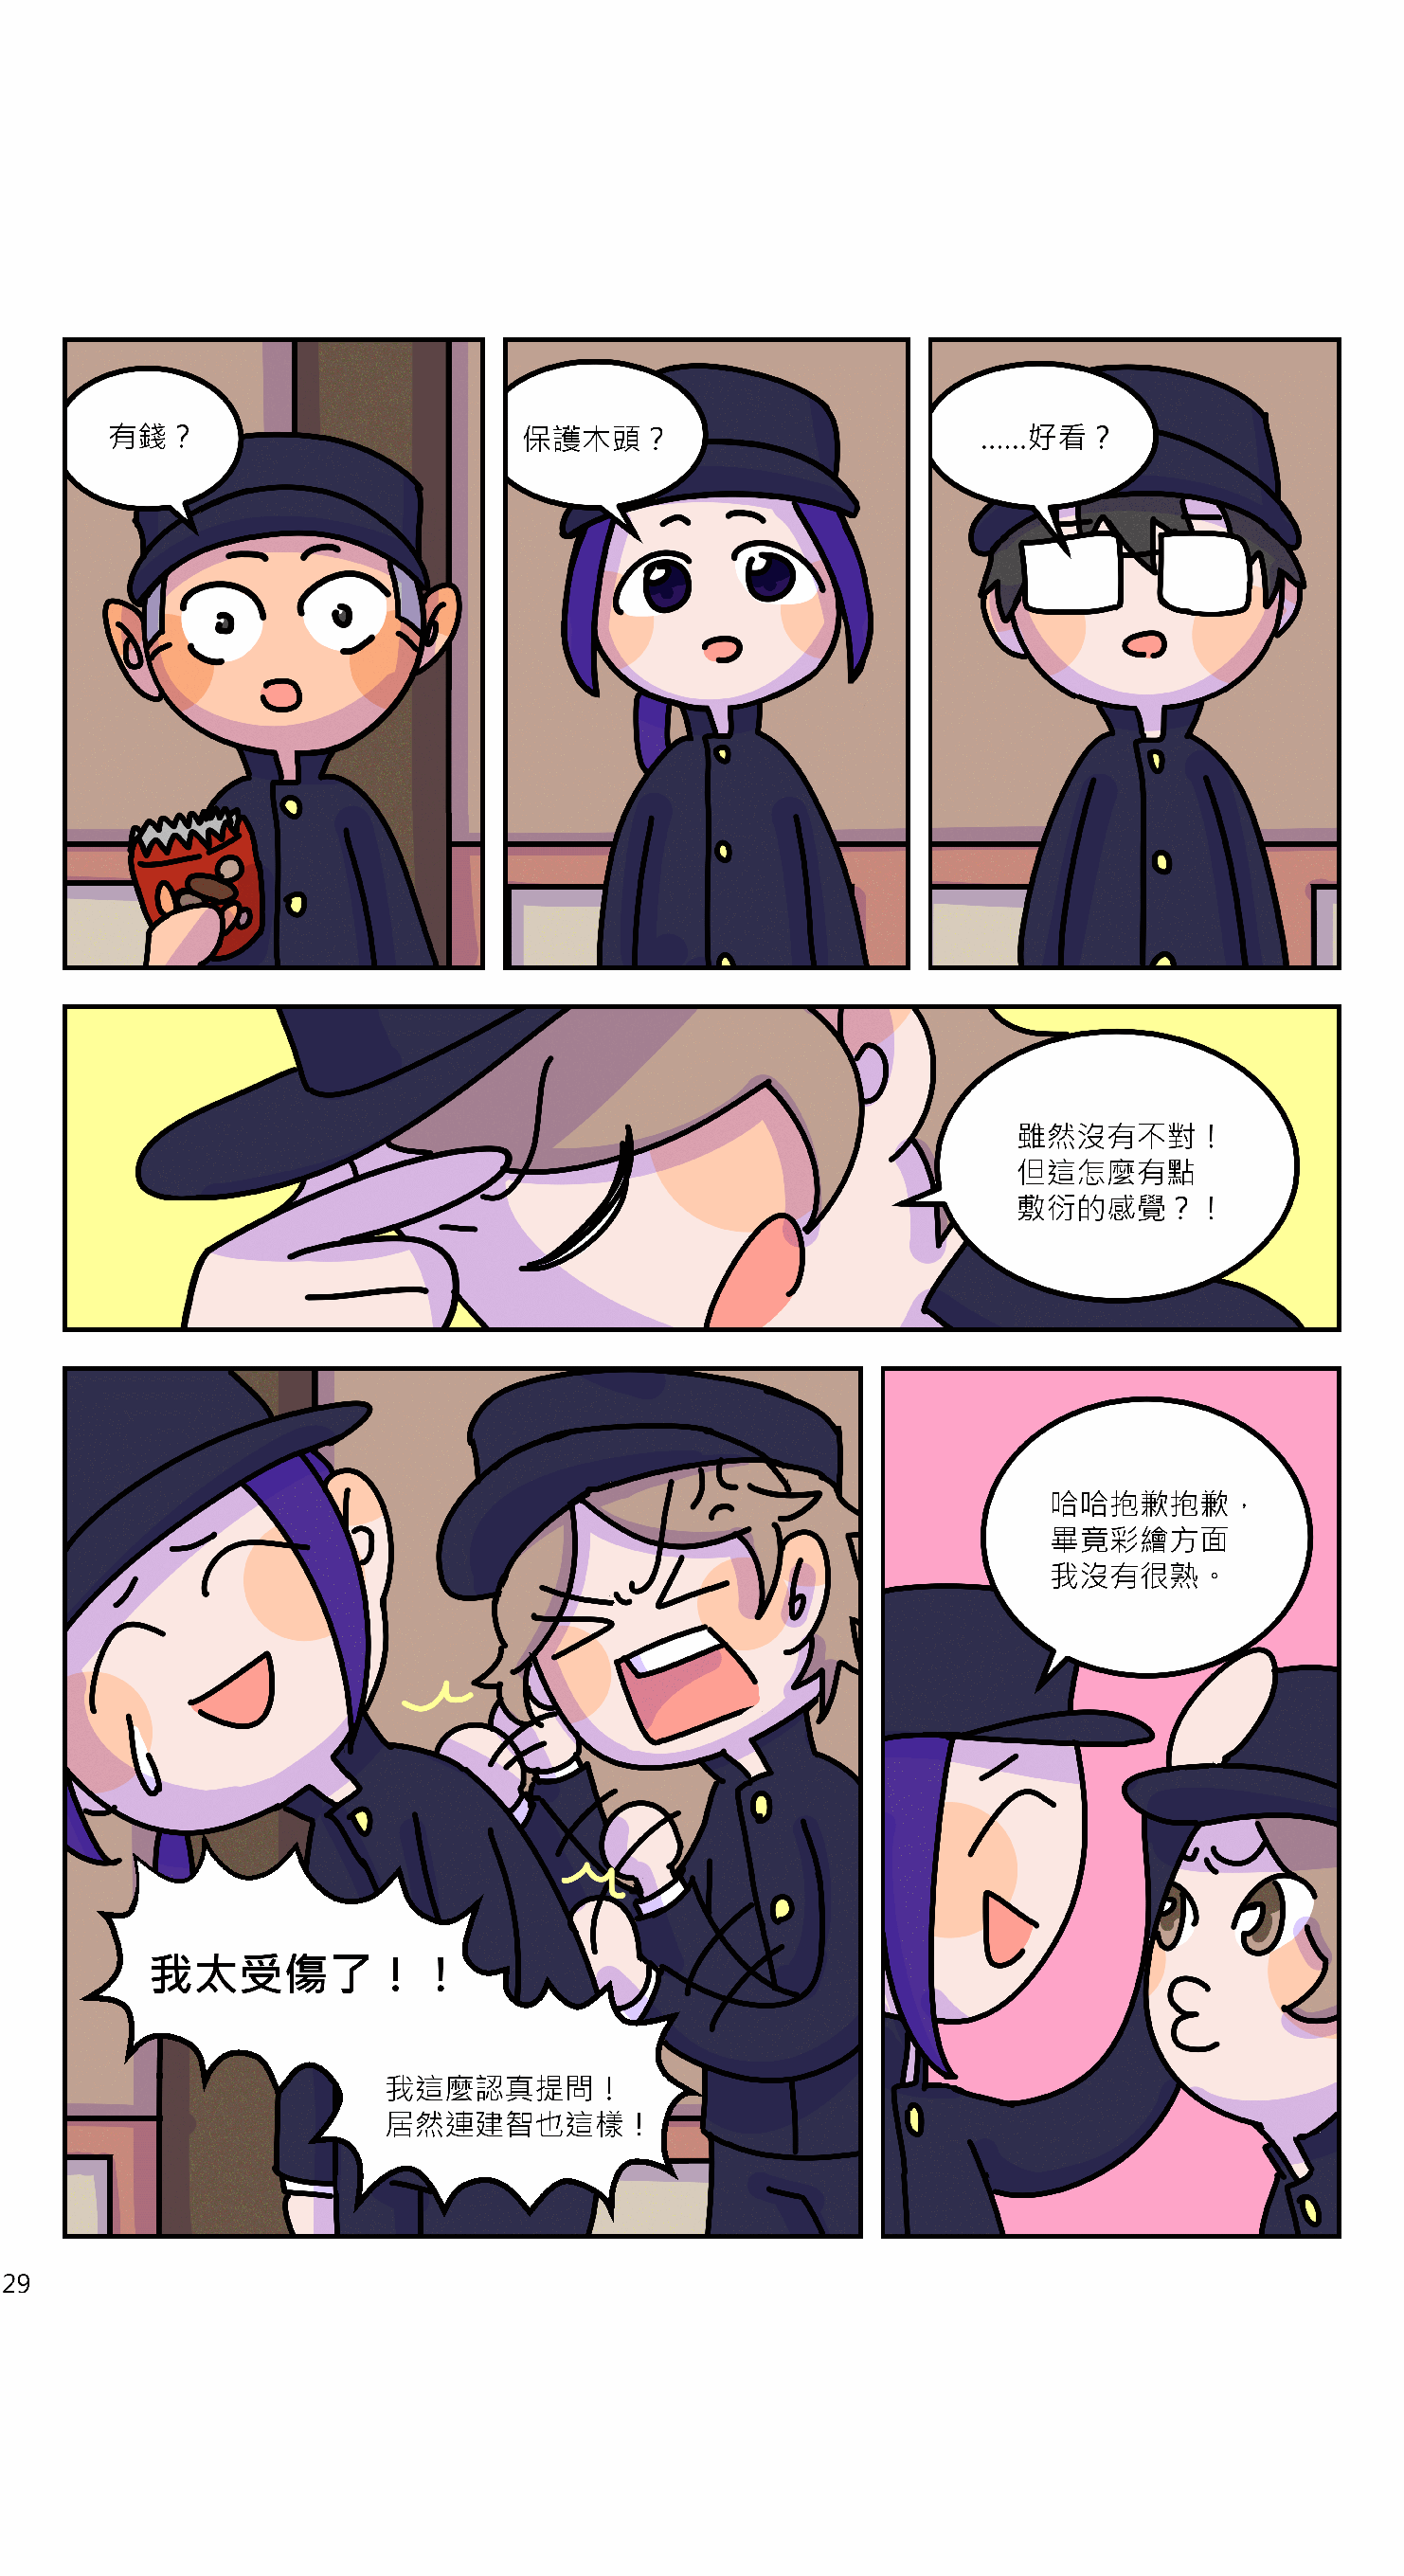 有錢？
保護木頭？
......好看？
雖然沒有不對！
但這怎麼有點
敷衍的感覺？！
我太受傷了！！
我這麼認真提問！
居然連建智也這樣！
哈哈抱歉抱歉，
畢竟彩繪方面
我沒有很熟。
29